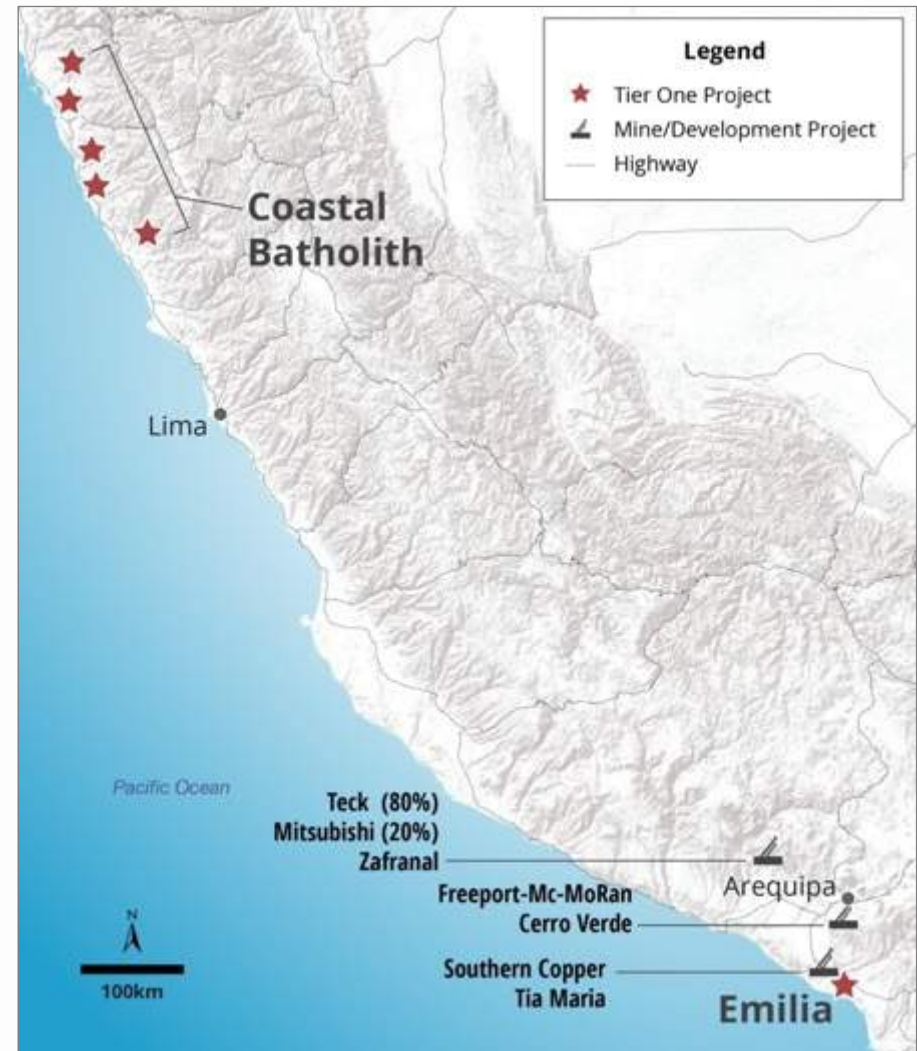 Legend
Tier One Project
Mine/Development Project
Highway
Coastal
Batholith
Lima
Pacific Ocean
Teck (80%)
Mitsubishi (20%)
Zafranal
Arequipa
Freeport-Mc-MoRan
Cerro Verde
Southern Copper
Tia Maria
Emilia
N
100km